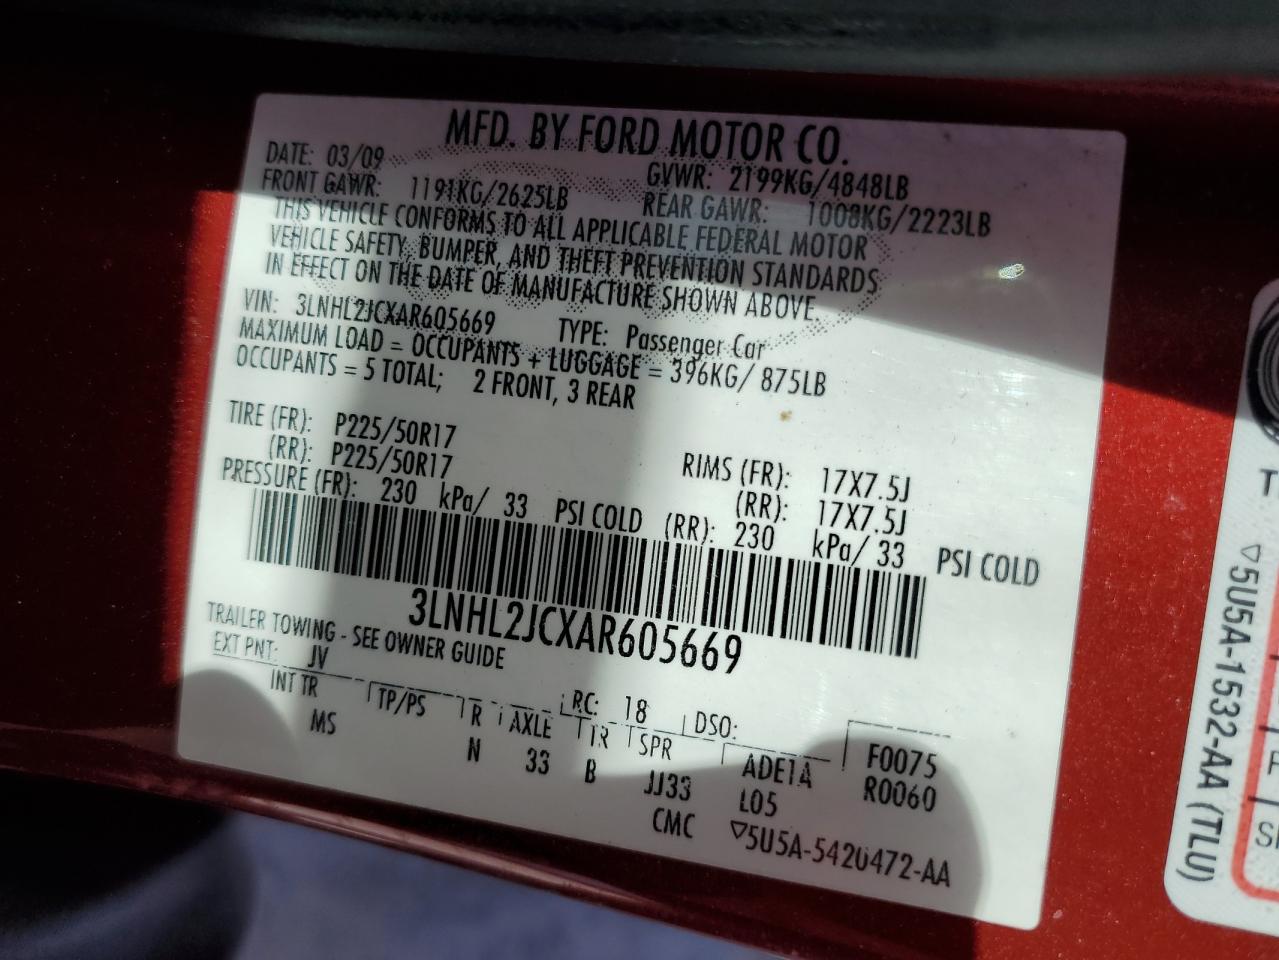 MFD. BY FORD MOTOR CO.
DATE: 03/09 GVWR: 2199KG/4848LB
FRONT GAWR: 1191KG/2625LB REAR GAWR: 1008KG/2223LB
THIS VEHICLE CONFORMS TO ALL APPLICABLE FEDERAL MOTOR
VEHICLE SAFETY, BUMPER, AND THEFT PREVENTION STANDARDS
IN EFFECT ON THE DATE OF MANUFACTURE SHOWN ABOVE.
VIN: 3LNHL2JCXAR605669 TYPE: Passenger Car
MAXIMUM LOAD = OCCUPANTS + LUGGAGE = 396KG/ 875LB
OCCUPANTS = 5 TOTAL; 2 FRONT, 3 REAR
TIRE (FR): P225/50R17 RIMS (FR): 17X7.5J
(RR): P225/50R17 (RR): 17X7.5J
PRESSURE (FR): 230 kPa/ 33 PSI COLD (RR): 230 kPa/ 33 PSI COLD
3LNHL2JCXAR605669
TRAILER TOWING - SEE OWNER GUIDE
EXT PNT: JV RC: 18 DSO:
INT TR TP/PS R AXLE TR SPR ADE1A F0075
MS N 33 B JJ33 L05 R0060
CMC ▽5U5A-5420472-AA
▽5U5A-1532-AA (TLU)